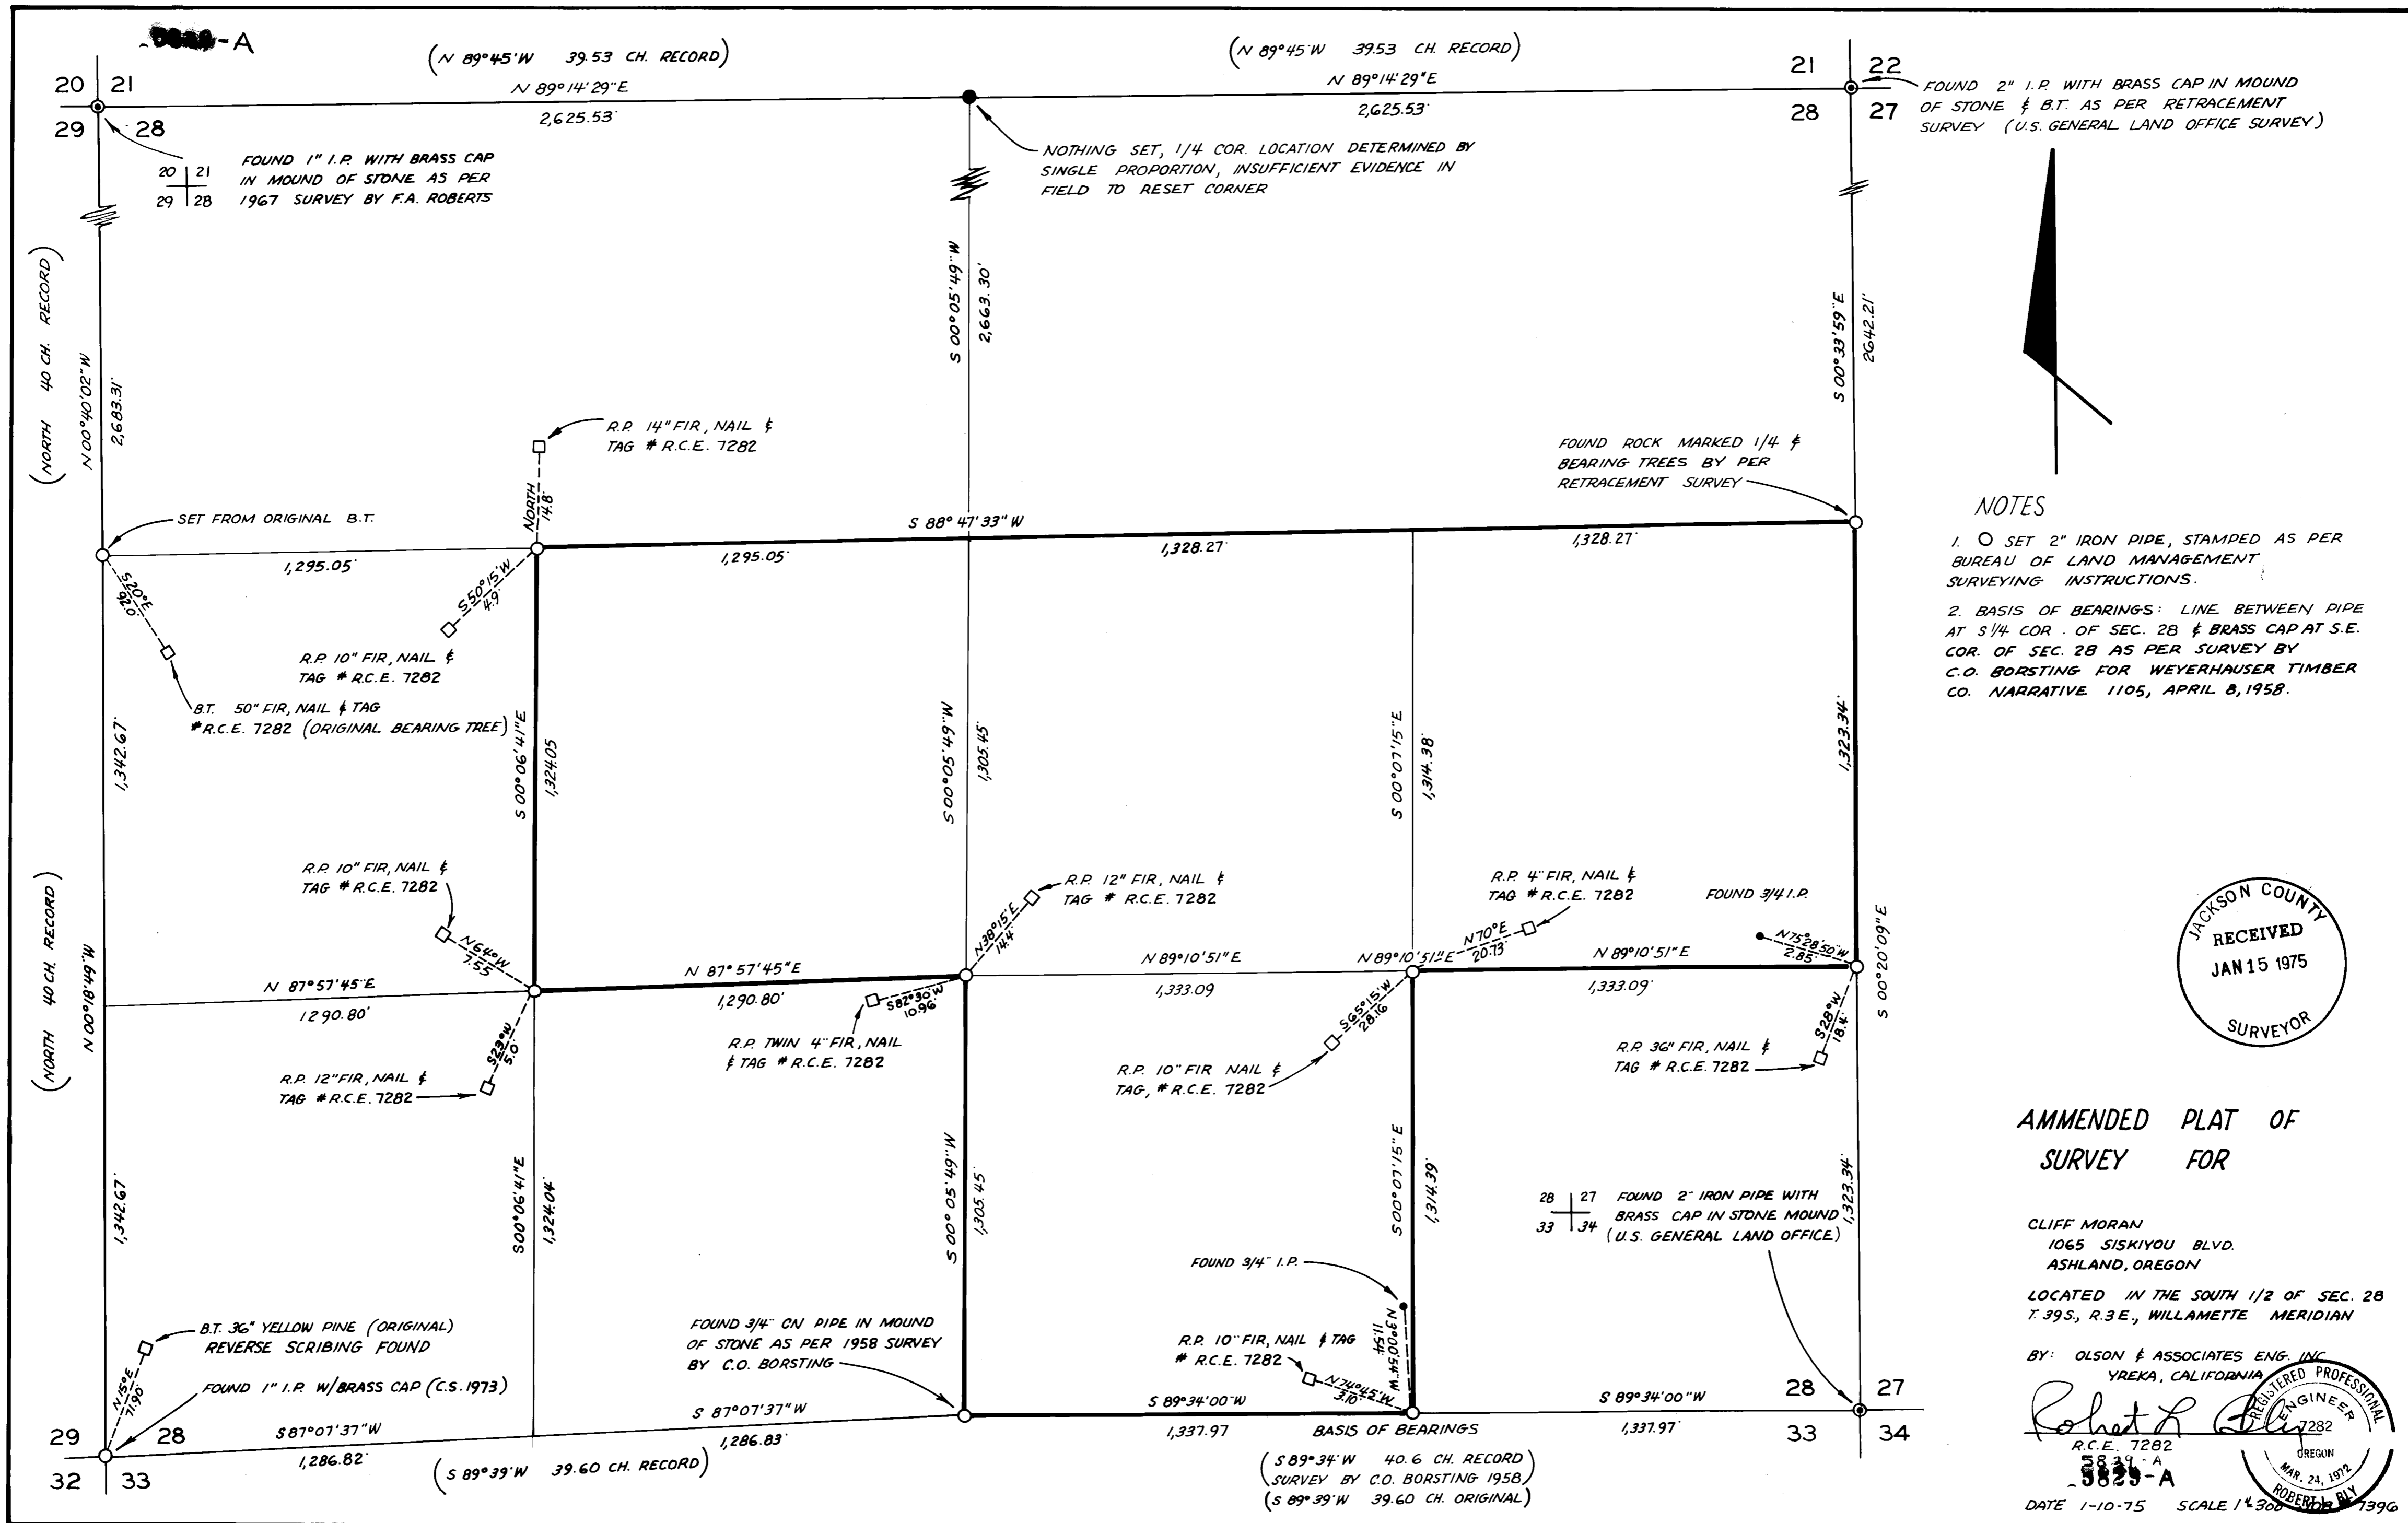 -A
(N 89°45'W 39.53 CH. RECORD)
(N 89°45'W 39.53 CH. RECORD)
20 21
N 89°14'29"E
N 89°14'29"E
21 22
29 28
2,625.53'
2,625.53'
28 27
FOUND 2" I.P. WITH BRASS CAP IN MOUND
OF STONE & B.T. AS PER RETRACEMENT
SURVEY (U.S. GENERAL LAND OFFICE SURVEY)
20 21
29 28
FOUND 1" I.P. WITH BRASS CAP
IN MOUND OF STONE AS PER
1967 SURVEY BY F.A. ROBERTS
NOTHING SET, 1/4 COR. LOCATION DETERMINED BY
SINGLE PROPORTION, INSUFFICIENT EVIDENCE IN
FIELD TO RESET CORNER
(NORTH 40 CH. RECORD)
N 00°40'02"W
2,683.31'
S 00°05'49"W
2,663.30'
S 00°33'59"E
2642.21'
R.P. 14" FIR, NAIL &
TAG # R.C.E. 7282
NORTH
14.8'
FOUND ROCK MARKED 1/4 &
BEARING TREES BY PER
RETRACEMENT SURVEY
SET FROM ORIGINAL B.T.
S 88°47'33" W
1,295.05'
1,295.05'
1,328.27'
1,328.27'
S 20°E
S 50°15'W
4.9'
R.P. 10" FIR, NAIL &
TAG # R.C.E. 7282
B.T. 50" FIR, NAIL & TAG
# R.C.E. 7282 (ORIGINAL BEARING TREE)
NOTES
1. O SET 2" IRON PIPE, STAMPED AS PER
BUREAU OF LAND MANAGEMENT
SURVEYING INSTRUCTIONS.
2. BASIS OF BEARINGS: LINE BETWEEN PIPE
AT S 1/4 COR. OF SEC. 28 & BRASS CAP AT S.E.
COR. OF SEC. 28 AS PER SURVEY BY
C.O. BORSTING FOR WEYERHAUSER TIMBER
CO. NARRATIVE 1105, APRIL 8, 1958.
1,342.67'
S 00°06'41"E
1,324.05
S 00°05'49"W
1,305.45'
S 00°07'15"E
1,314.38'
1,323.34'
R.P. 10" FIR, NAIL &
TAG # R.C.E. 7282
N 64°W
7.55
R.P. 12" FIR, NAIL &
TAG # R.C.E. 7282
N 38°15'E
14.4'
R.P. 4" FIR, NAIL &
TAG # R.C.E. 7282
N 70°E
20.73'
FOUND 3/4 I.P.
N 75°28'50"W
2.85'
(NORTH 40 CH. RECORD)
N 00°18'49"W
N 87°57'45"E
1290.80'
N 87°57'45"E
1,290.80'
N 89°10'51"E
1,333.09
N 89°10'51"E
N 89°10'51"E
1,333.09'
S 00°20'09"E
S 23°W
5.0'
R.P. 12" FIR, NAIL &
TAG # R.C.E. 7282
S 82°30'W
10.96'
R.P. TWIN 4" FIR, NAIL
& TAG # R.C.E. 7282
S 65°15'W
28.16
R.P. 10" FIR NAIL &
TAG, # R.C.E. 7282
S 28°W
18.4'
R.P. 36" FIR, NAIL &
TAG # R.C.E. 7282
JACKSON COUNTY
RECEIVED
JAN 15 1975
SURVEYOR
1,342.67'
S00°06'41"E
1,324.04'
S 00°05'49"W
1,305.45'
S 00°07'15"E
1,314.39'
1,323.34'
28 27
33 34
FOUND 2" IRON PIPE WITH
BRASS CAP IN STONE MOUND
(U.S. GENERAL LAND OFFICE)
AMMENDED PLAT OF
SURVEY FOR
CLIFF MORAN
1065 SISKIYOU BLVD.
ASHLAND, OREGON
LOCATED IN THE SOUTH 1/2 OF SEC. 28
T. 39S., R.3E., WILLAMETTE MERIDIAN
BY: OLSON & ASSOCIATES ENG. INC
YREKA, CALIFORNIA
B.T. 36" YELLOW PINE (ORIGINAL)
REVERSE SCRIBING FOUND
N 15°E
71.90'
FOUND 1" I.P. W/BRASS CAP (C.S. 1973)
FOUND 3/4" CN PIPE IN MOUND
OF STONE AS PER 1958 SURVEY
BY C.O. BORSTING
FOUND 3/4" I.P.
N 3°00'54"W
11.54'
R.P. 10" FIR, NAIL & TAG
# R.C.E. 7282
N 74°45'W
3.10'
29 28
32 33
S 87°07'37"W
1,286.82'
S 87°07'37"W
1,286.83'
(S 89°39'W 39.60 CH. RECORD)
S 89°34'00"W
1,337.97
BASIS OF BEARINGS
S 89°34'00"W
1,337.97'
28 27
33 34
(S 89°34'W 40.6 CH. RECORD
SURVEY BY C.O. BORSTING 1958)
(S 89°39'W 39.60 CH. ORIGINAL)
Robert L Bly
REGISTERED PROFESSIONAL
ENGINEER
7282
OREGON
MAR. 24, 1972
ROBERT L. BLY
R.C.E. 7282
5829-A
DATE 1-10-75 SCALE 1"=300'